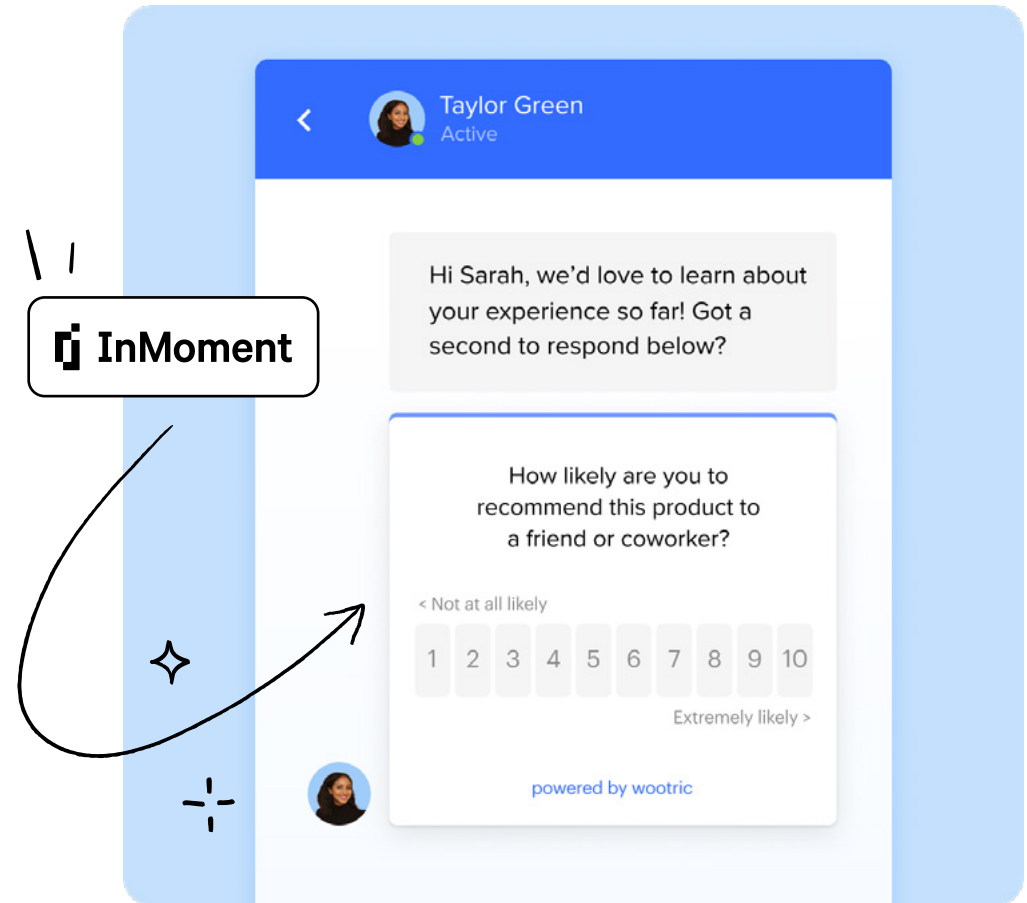 Taylor Green
Active
Hi Sarah, we’d love to learn about
your experience so far! Got a
second to respond below?
InMoment
How likely are you to
recommend this product to
a friend or coworker?
< Not at all likely
1 2 3 4 5 6 7 8 9 10
Extremely likely >
powered by wootric